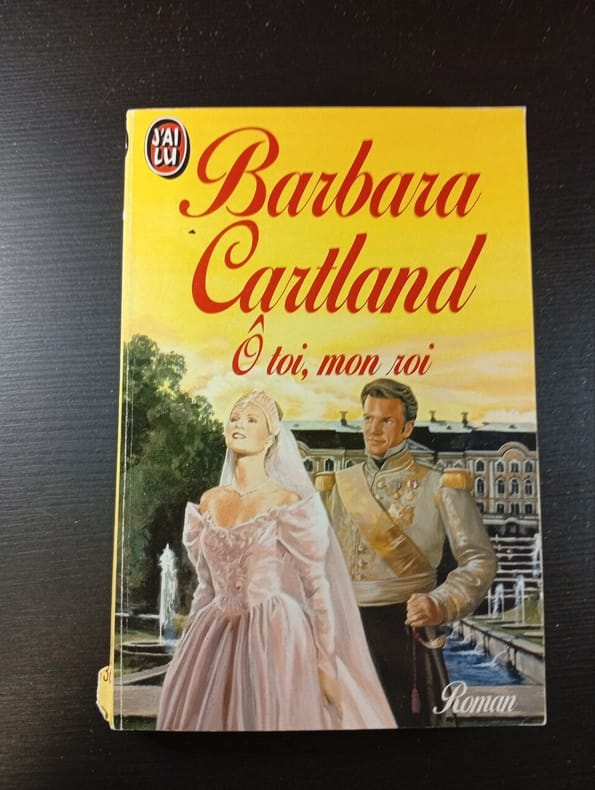 J'AI
LU
Barbara
Cartland
Ô toi, mon roi
Roman